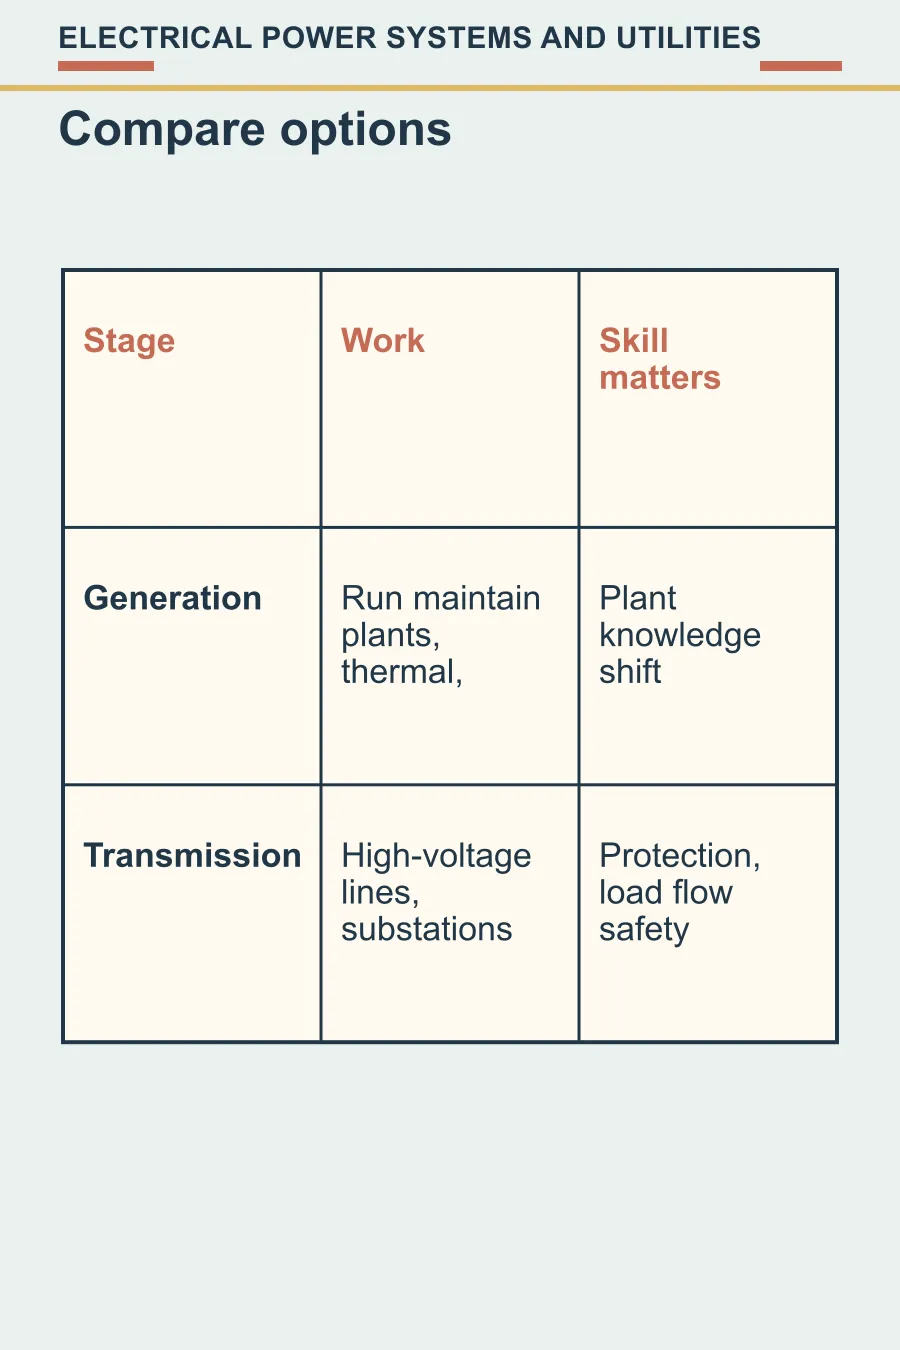 ELECTRICAL POWER SYSTEMS AND UTILITIES
Compare options
Stage
Work
Skill
matters
Generation
Run maintain
plants,
thermal,
Plant
knowledge
shift
Transmission
High-voltage
lines,
substations
Protection,
load flow
safety